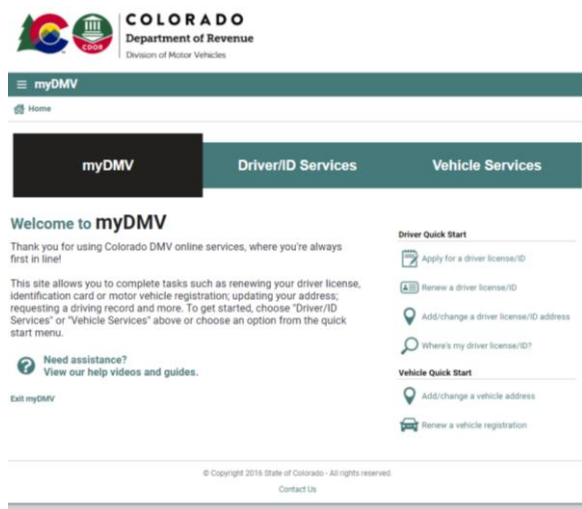 COLORADO
Department of Revenue
Division of Motor Vehicles
CDOR
myDMV
Home
myDMV
Driver/ID Services
Vehicle Services
Welcome to myDMV
Thank you for using Colorado DMV online services, where you're always
first in line!
This site allows you to complete tasks such as renewing your driver license,
identification card or motor vehicle registration; updating your address;
requesting a driving record and more. To get started, choose "Driver/ID
Services" or "Vehicle Services" above or choose an option from the quick
start menu.
Need assistance?
View our help videos and guides.
Exit myDMV
Driver Quick Start
Apply for a driver license/ID
Renew a driver license/ID
Add/change a driver license/ID address
Where's my driver license/ID?
Vehicle Quick Start
Add/change a vehicle address
Renew a vehicle registration
© Copyright 2016 State of Colorado - All rights reserved.
Contact Us